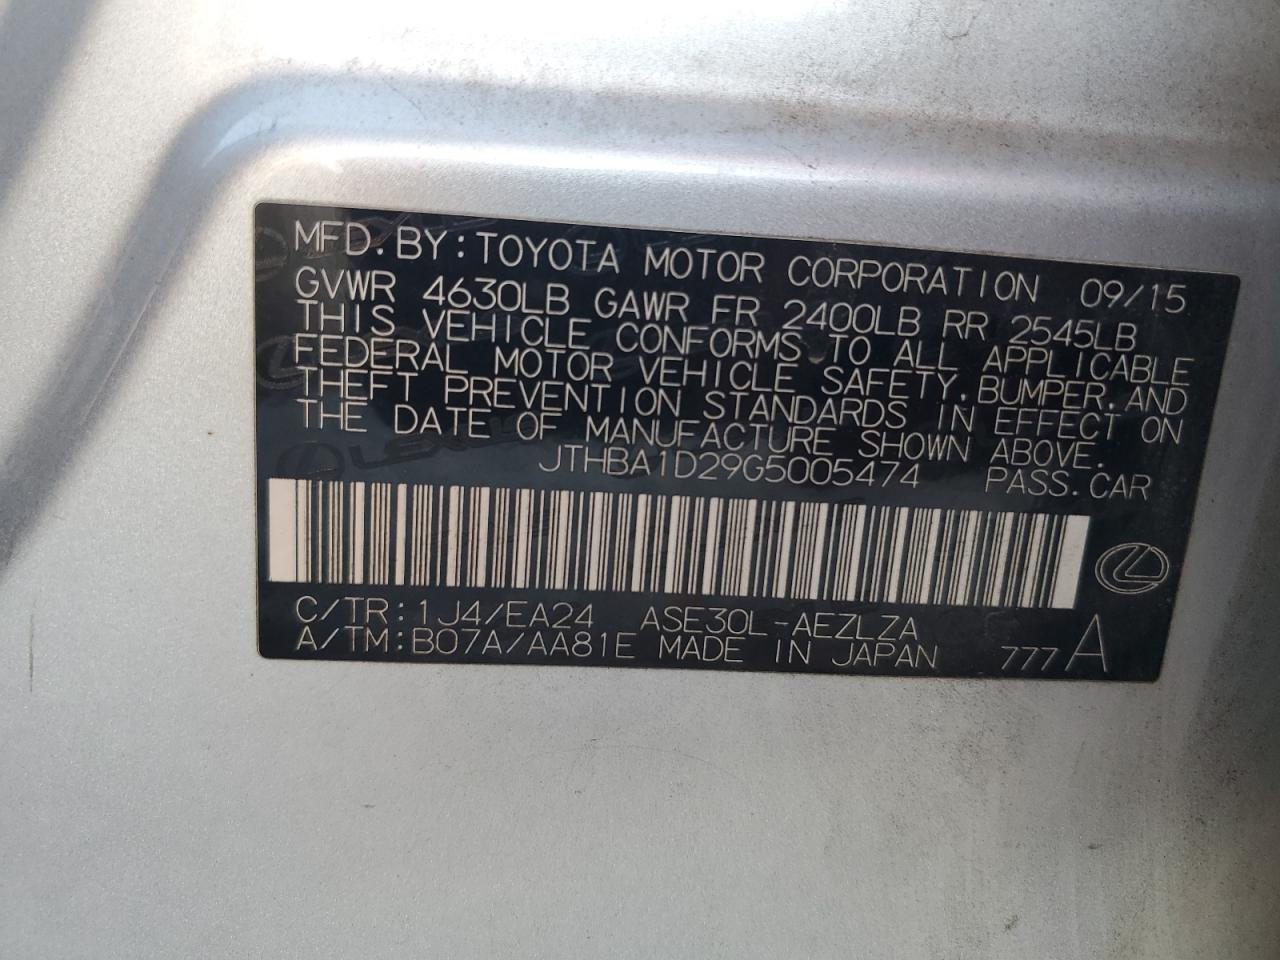 MFD. BY: TOYOTA MOTOR CORPORATION 09/15
GVWR 4630LB GAWR FR 2400LB RR 2545LB
THIS VEHICLE CONFORMS TO ALL APPLICABLE
FEDERAL MOTOR VEHICLE SAFETY, BUMPER, AND
THEFT PREVENTION STANDARDS IN EFFECT ON
THE DATE OF MANUFACTURE SHOWN ABOVE.
JTHBA1D29G5005474 PASS. CAR
C/TR: 1J4/EA24 ASE30L-AEZLZA
A/TM: B07A/AA81E MADE IN JAPAN 777 A